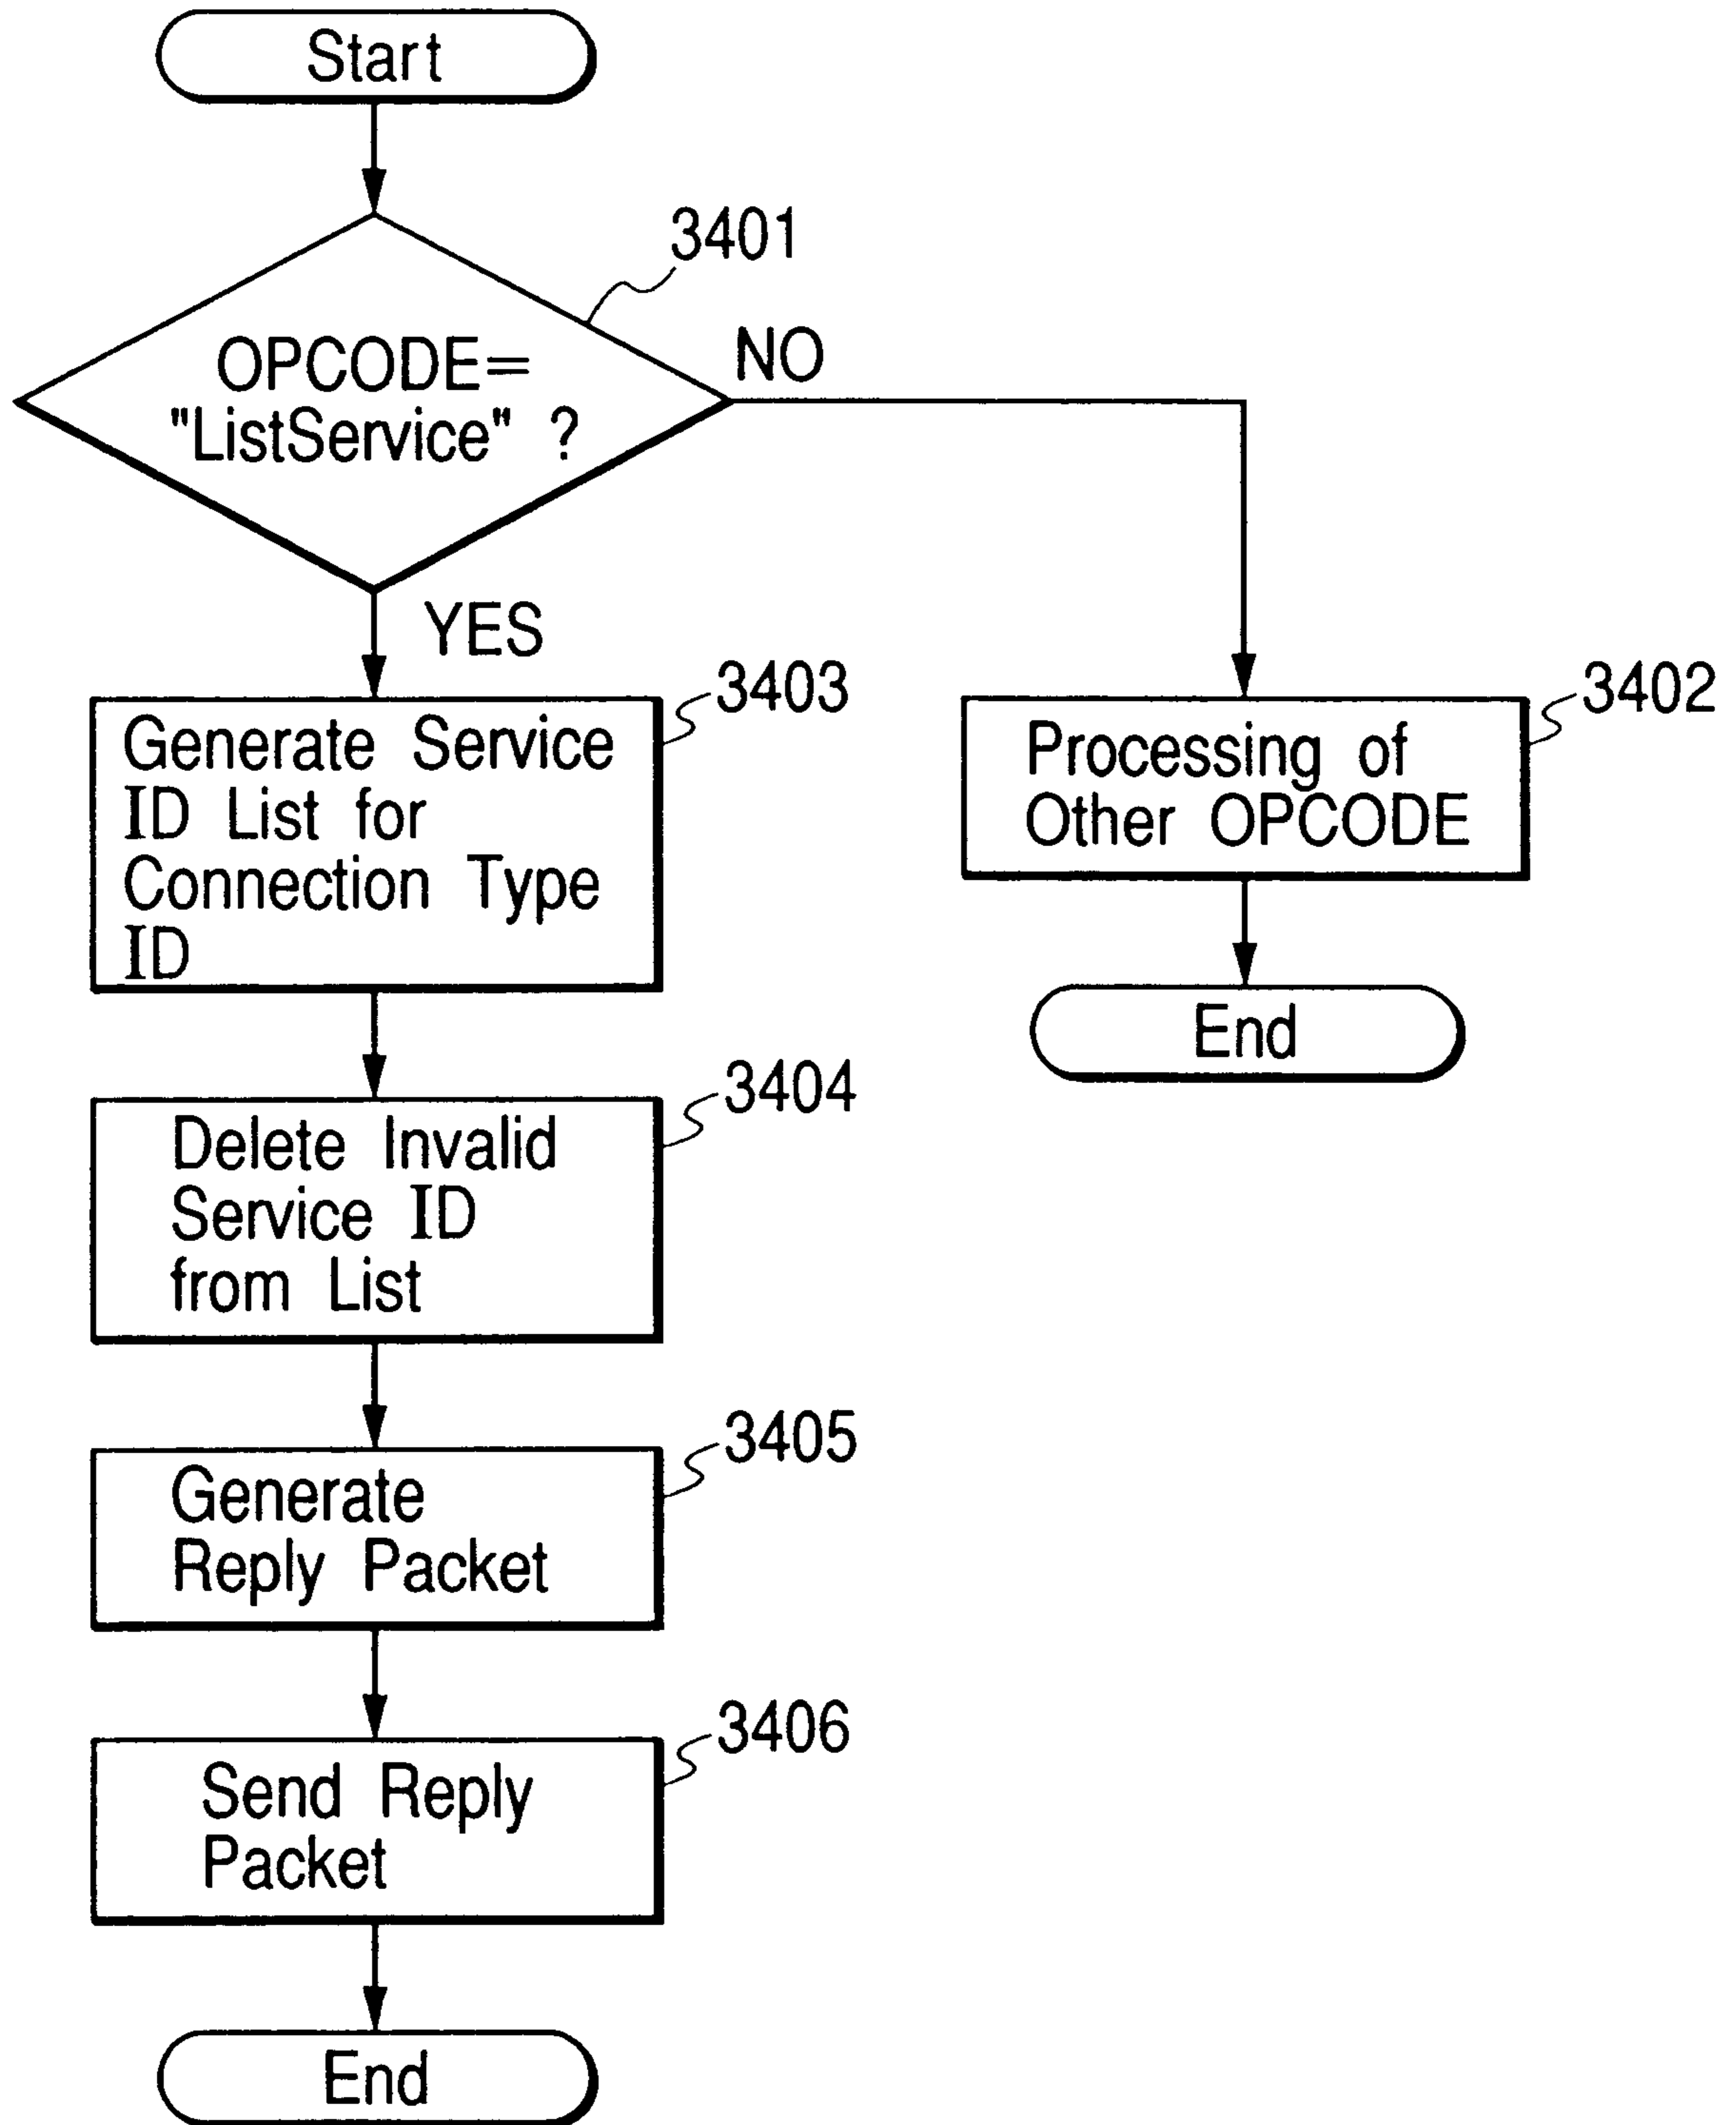 Start
3401
OPCODE=
"ListService" ?
NO
YES
3403
Generate Service
ID List for
Connection Type
ID
3402
Processing of
Other OPCODE
End
3404
Delete Invalid
Service ID
from List
3405
Generate
Reply Packet
3406
Send Reply
Packet
End